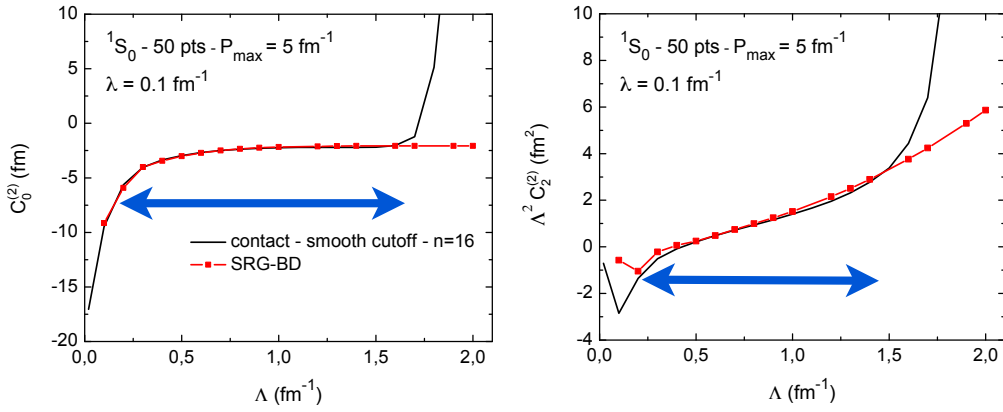 ¹S₀ - 50 pts - Pₘₐₓ = 5 fm⁻¹
λ = 0.1 fm⁻¹
C₀⁽²⁾ (fm)
10
5
0
-5
-10
-15
-20
contact - smooth cutoff - n=16
SRG-BD
0,0 0,5 1,0 1,5 2,0
Λ (fm⁻¹)
¹S₀ - 50 pts - Pₘₐₓ = 5 fm⁻¹
λ = 0.1 fm⁻¹
Λ² C₂⁽²⁾ (fm²)
10
8
6
4
2
0
-2
-4
0,0 0,5 1,0 1,5 2,0
Λ (fm⁻¹)